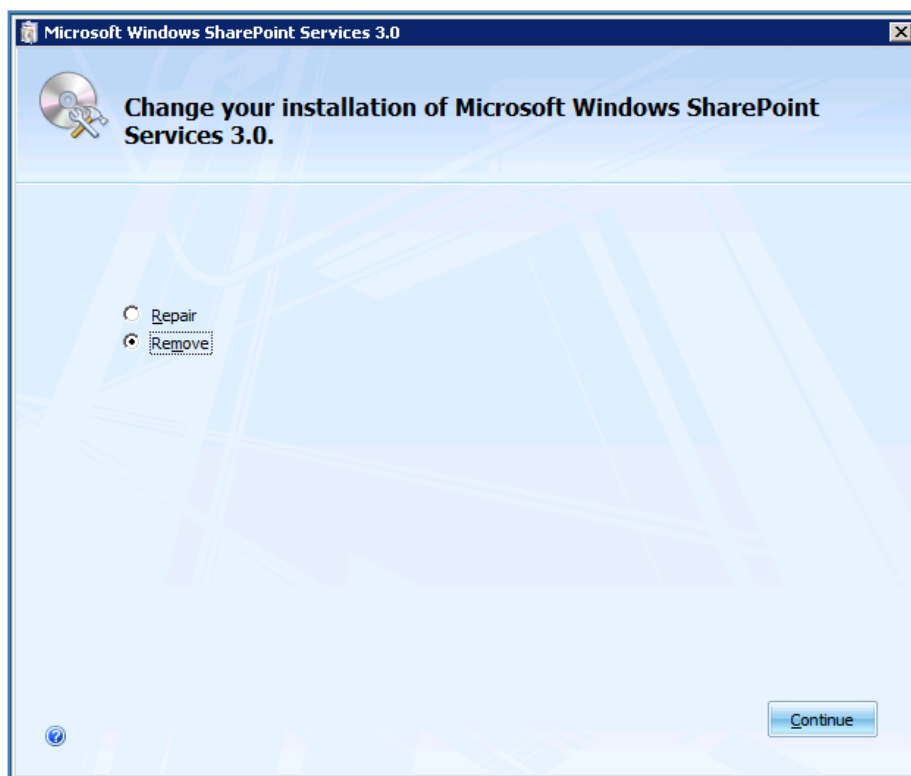 Microsoft Windows SharePoint Services 3.0
Change your installation of Microsoft Windows SharePoint
Services 3.0.
Repair
Remove
Continue